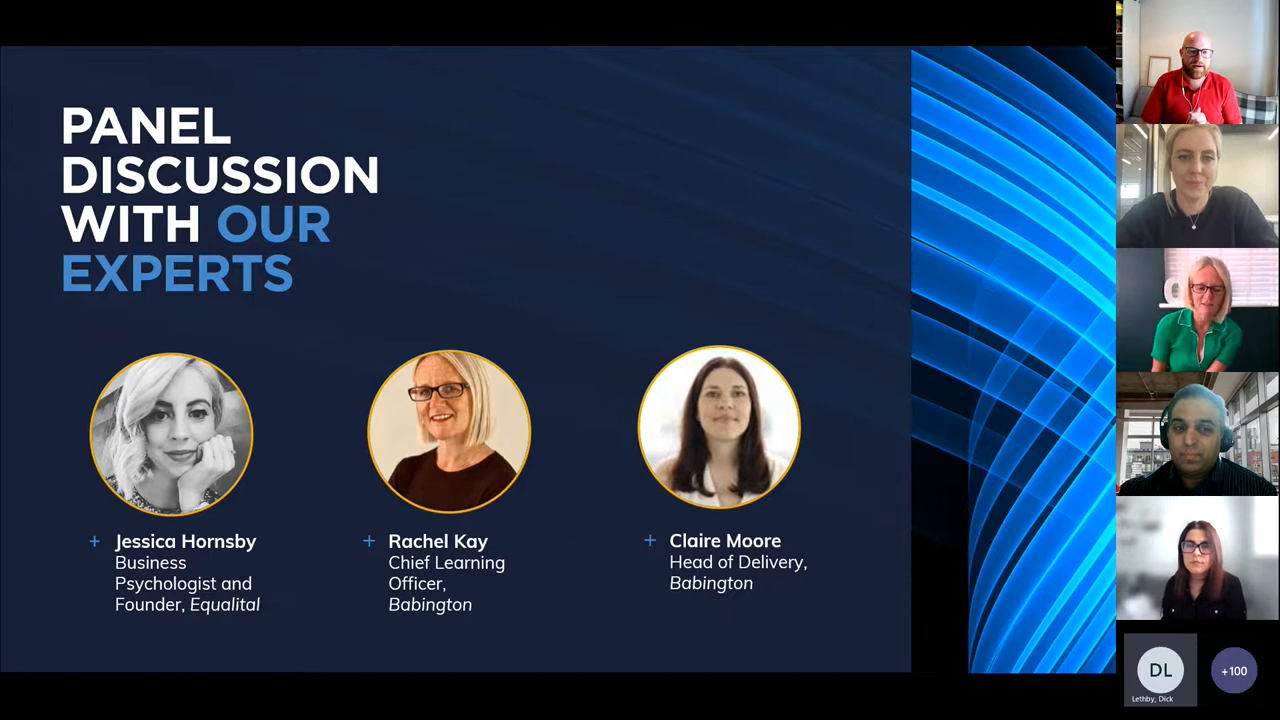 PANEL
DISCUSSION
WITH OUR
EXPERTS
+ Jessica Hornsby
Business
Psychologist and
Founder, Equalital
+ Rachel Kay
Chief Learning
Officer,
Babington
+ Claire Moore
Head of Delivery,
Babington
DL
Lethby, Dick
+100